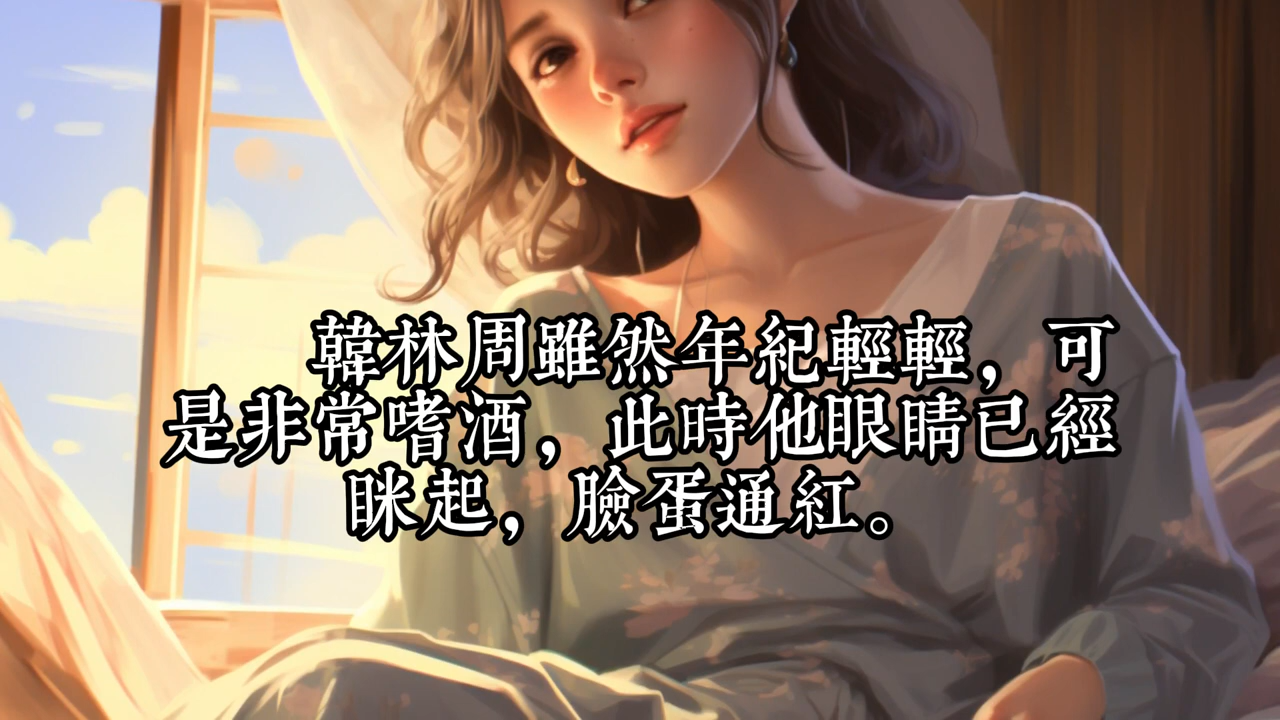 韓林周雖然年紀輕輕，可
是非常嗜酒，此時他眼睛已經
眯起，臉蛋通紅。